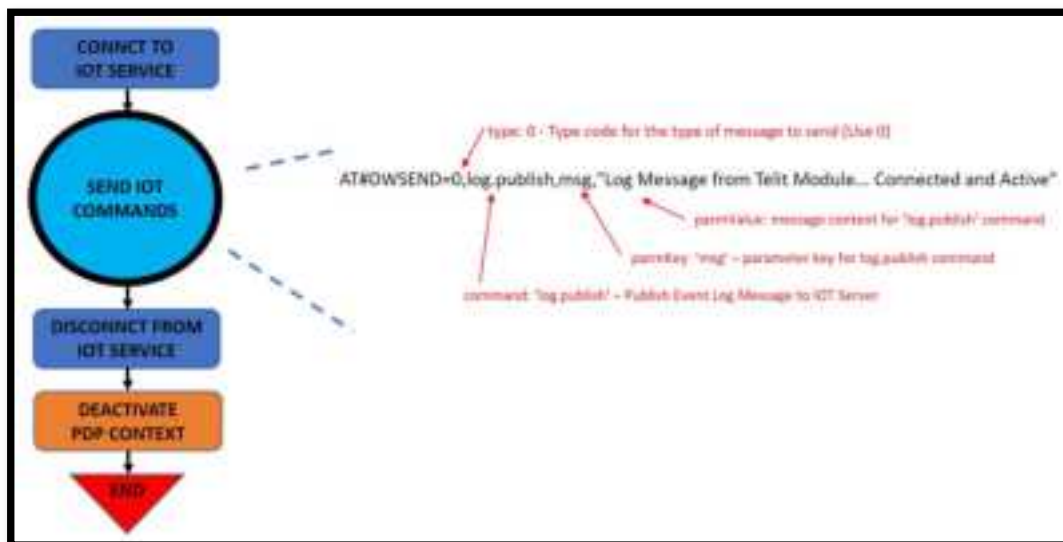 CONNCT TO
IOT SERVICE
type: 0 - Type code for the type of message to send (Use 0)
SEND IOT
COMMANDS
AT#DWSEND=0,log.publish,msg,"Log Message from Telit Module... Connected and Active"
parmValue: message content for 'log.publish' command
parmKey: 'msg' – parameter key for log.publish command
command: 'log.publish' – Publish Event Log Message to IOT Server
DISCONNCT FROM
IOT SERVICE
DEACTIVATE
PDP CONTEXT
END